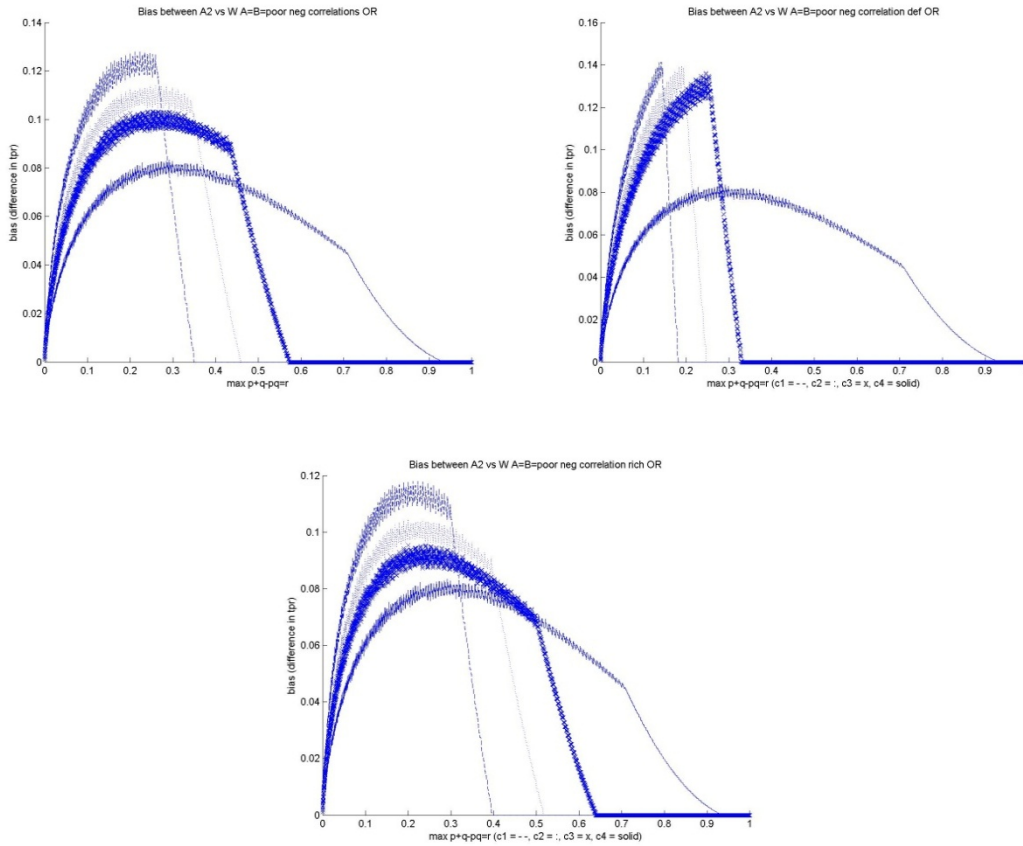 Bias between A2 vs W A=B=poor neg correlations OR
0.14
0.12
0.1
0.08
0.06
0.04
0.02
0
bias (difference in tpr)
0 0.1 0.2 0.3 0.4 0.5 0.6 0.7 0.8 0.9 1
max p+q-pq=r
Bias between A2 vs W A=B=poor neg correlation def OR
0.16
0.14
0.12
0.1
0.08
0.06
0.04
0.02
0
bias (difference in tpr)
0 0.1 0.2 0.3 0.4 0.5 0.6 0.7 0.8 0.9
max p+q-pq=r (c1 = - -, c2 = :, c3 = x, c4 = solid)
Bias between A2 vs W A=B=poor neg correlation rich OR
0.12
0.1
0.08
0.06
0.04
0.02
0
bias (difference in tpr)
0 0.1 0.2 0.3 0.4 0.5 0.6 0.7 0.8 0.9 1
max p+q-pq=r (c1 = - -, c2 = :, c3 = x, c4 = solid)